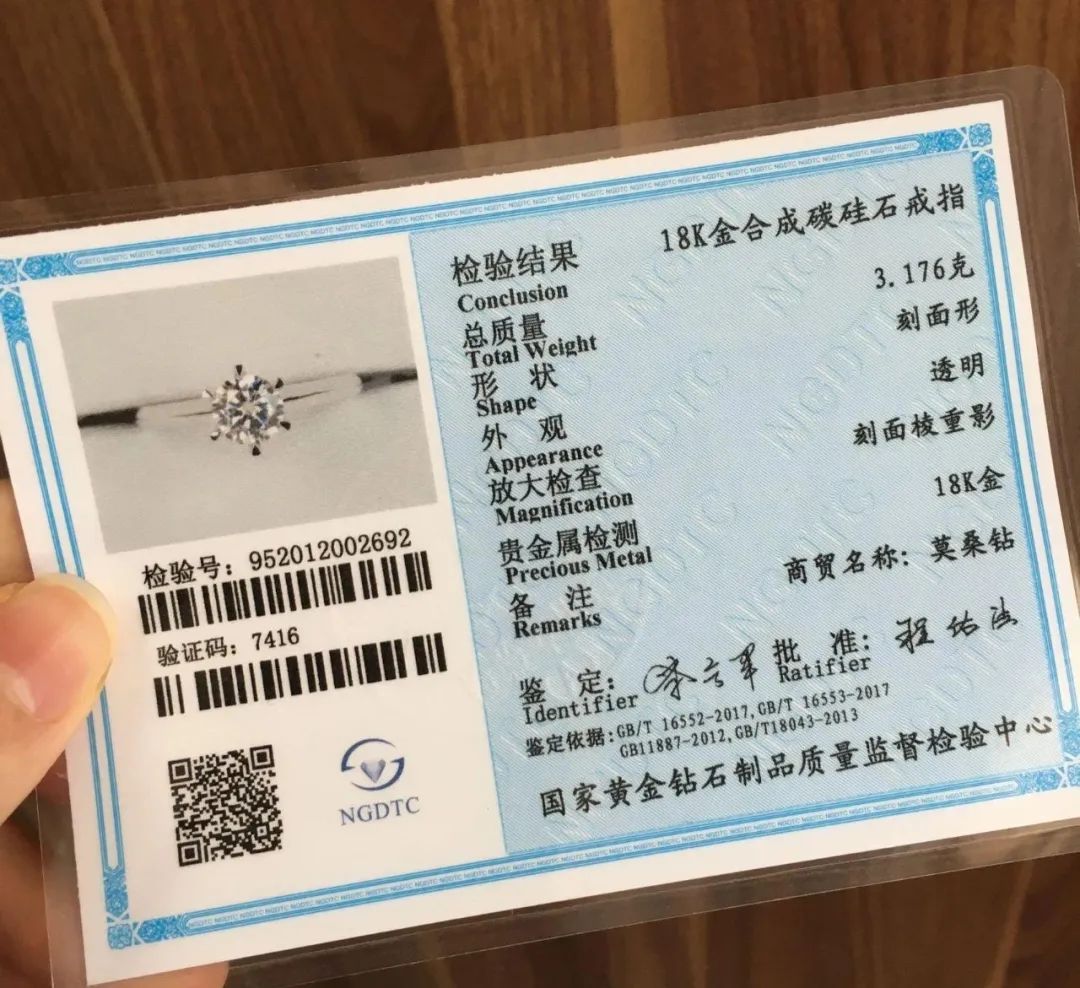 检验结果 18K金合成碳硅石戒指
Conclusion
总质量 3.176克
Total Weight
形 状 刻面形
Shape
外 观 透明
Appearance
放大检查 刻面棱重影
Magnification
贵金属检测 18K金
Precious Metal
备 注 商贸名称: 莫桑钻
Remarks
鉴 定: 批 准:
Identifier Ratifier
鉴定依据:GB/T 16552-2017,GB/T 16553-2017
GB11887-2012,GB/T18043-2013
国家黄金钻石制品质量监督检验中心
检验号: 952012002692
验证码: 7416
NGDTC